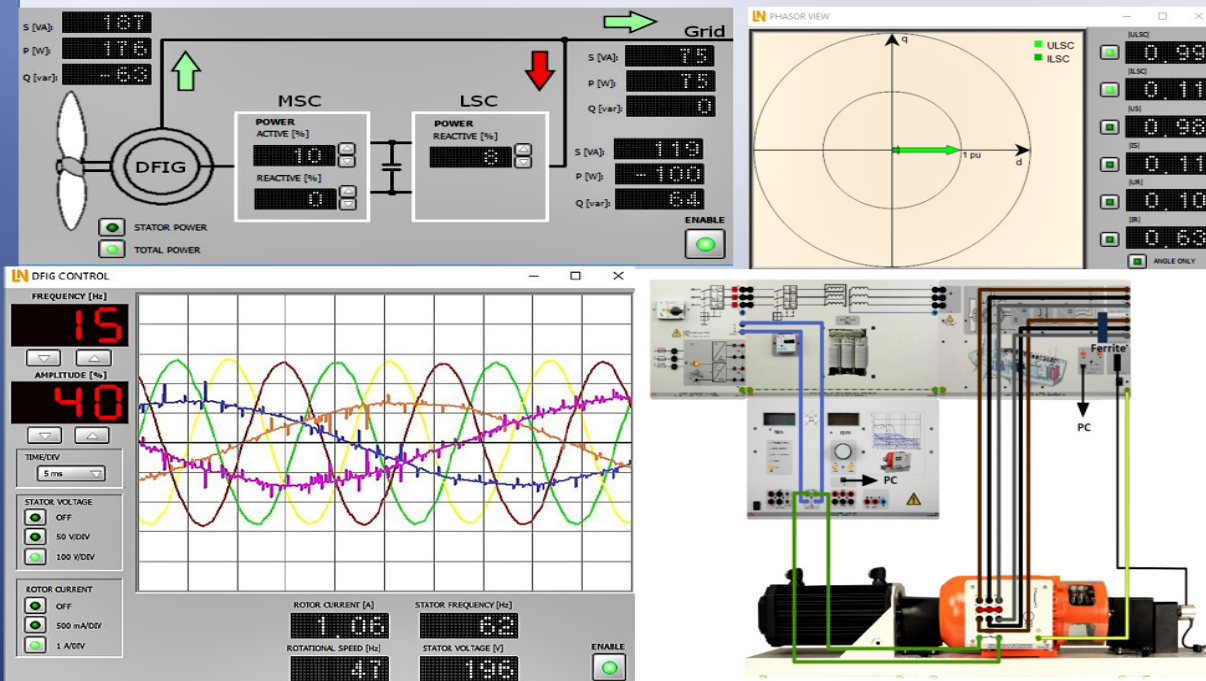 S [VA]: 187
P [W]: 176
Q [var]: -63
MSC
POWER
ACTIVE [%]
10
REACTIVE [%]
0
LSC
POWER
REACTIVE [%]
8
DFIG
STATOR POWER
TOTAL POWER
Grid
S [VA]: 75
P [W]: 75
Q [var]: 0
S [VA]: 119
P [W]: -100
Q [var]: 64
ENABLE
LN PHASOR VIEW
q
ULSC
ILSC
1 pu
d
|ULSC|
0.99
|ILSC|
0.11
|US|
0.98
|IS|
0.11
|UR|
0.10
|IR|
0.63
ANGLE ONLY
LN DFIG CONTROL
FREQUENCY [Hz]
15
AMPLITUDE [%]
40
TIME/DIV
5 ms
STATOR VOLTAGE
OFF
50 V/DIV
100 V/DIV
ROTOR CURRENT
OFF
500 mA/DIV
1 A/DIV
ROTOR CURRENT [A]
1.06
STATOR FREQUENCY [Hz]
62
ROTATIONAL SPEED [Hz]
47
STATOR VOLTAGE [V]
196
ENABLE
Ferrite
PC
PC